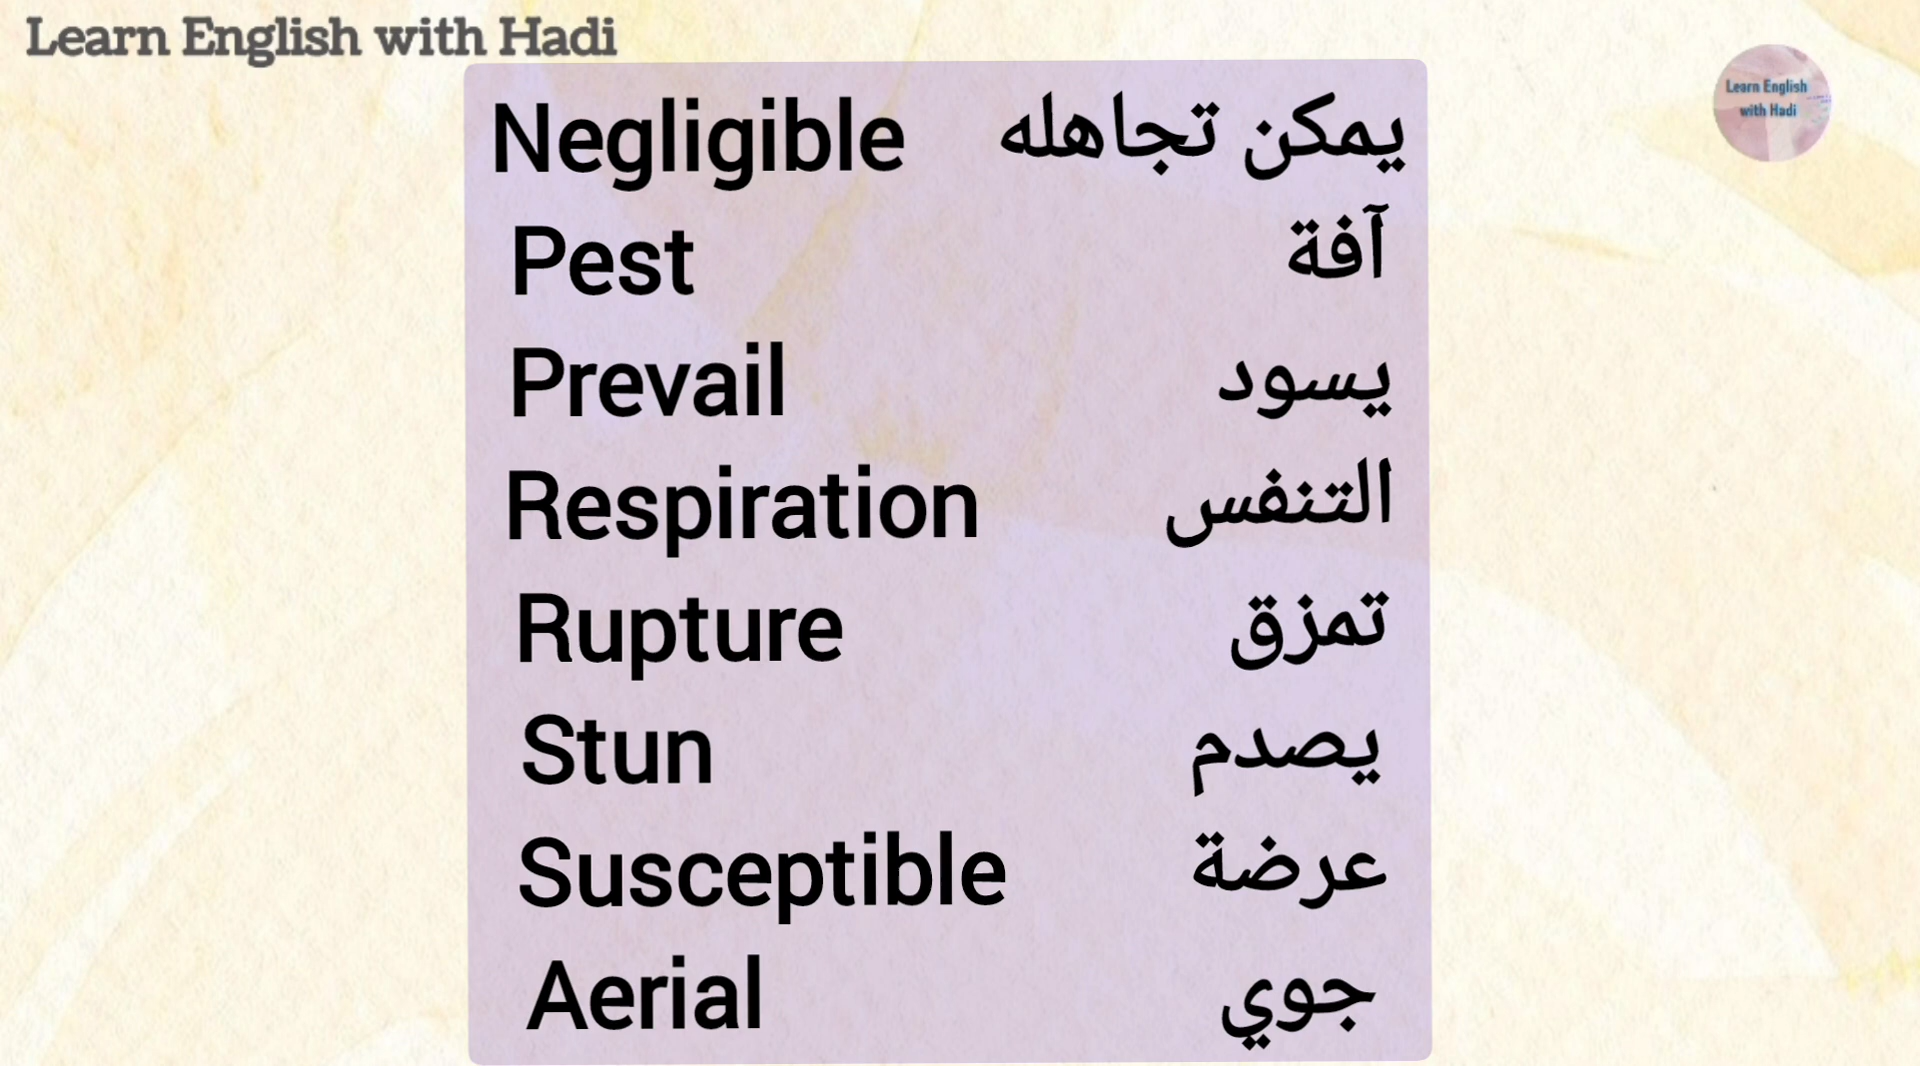 Learn English with Hadi
Learn English
with Hadi
Negligible يمكن تجاهله
Pest آفة
Prevail يسود
Respiration التنفس
Rupture تمزق
Stun يصدم
Susceptible عرضة
Aerial جوي